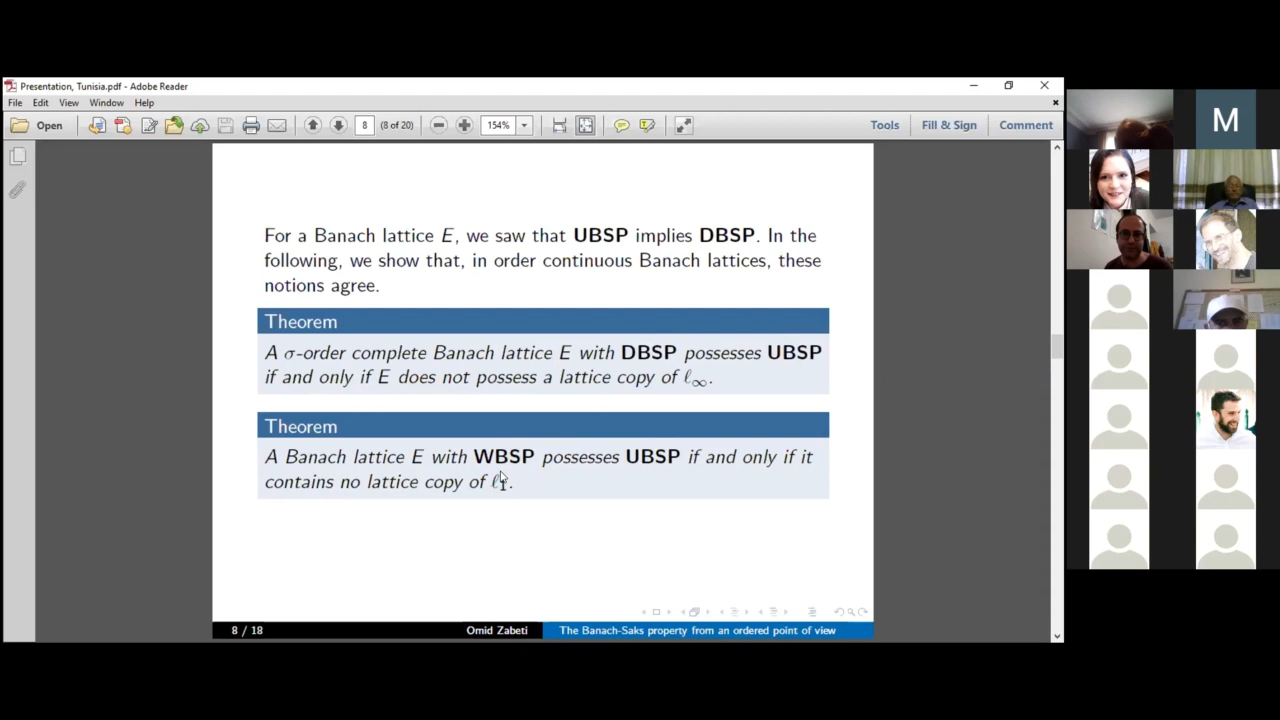 Presentation, Tunisia.pdf - Adobe Reader
File Edit View Window Help
Open 8 (8 of 20) 154% Tools Fill & Sign Comment
M
For a Banach lattice E, we saw that UBSP implies DBSP. In the
following, we show that, in order continuous Banach lattices, these
notions agree.
Theorem
A σ-order complete Banach lattice E with DBSP possesses UBSP
if and only if E does not possess a lattice copy of ℓ∞.
Theorem
A Banach lattice E with WBSP possesses UBSP if and only if it
contains no lattice copy of
8 / 18 Omid Zabeti The Banach-Saks property from an ordered point of view